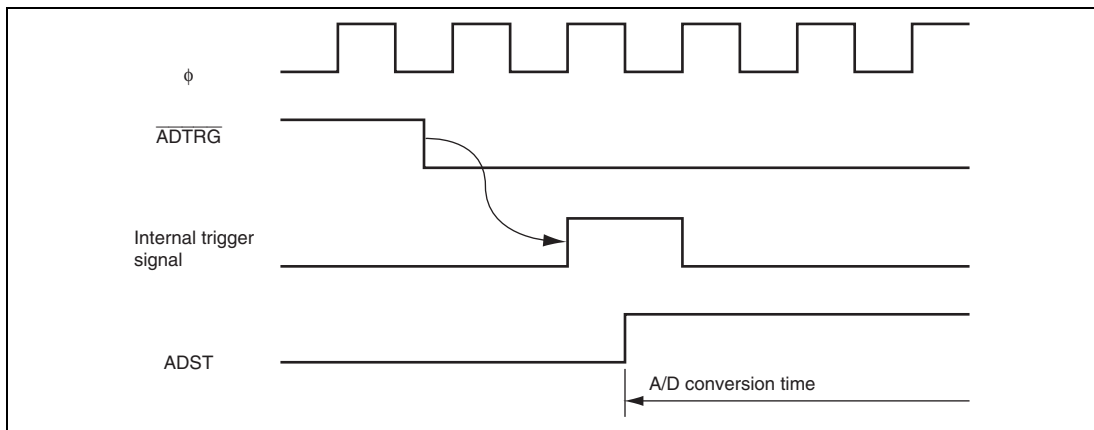 ϕ
ADTRG
Internal trigger
signal
ADST
A/D conversion time